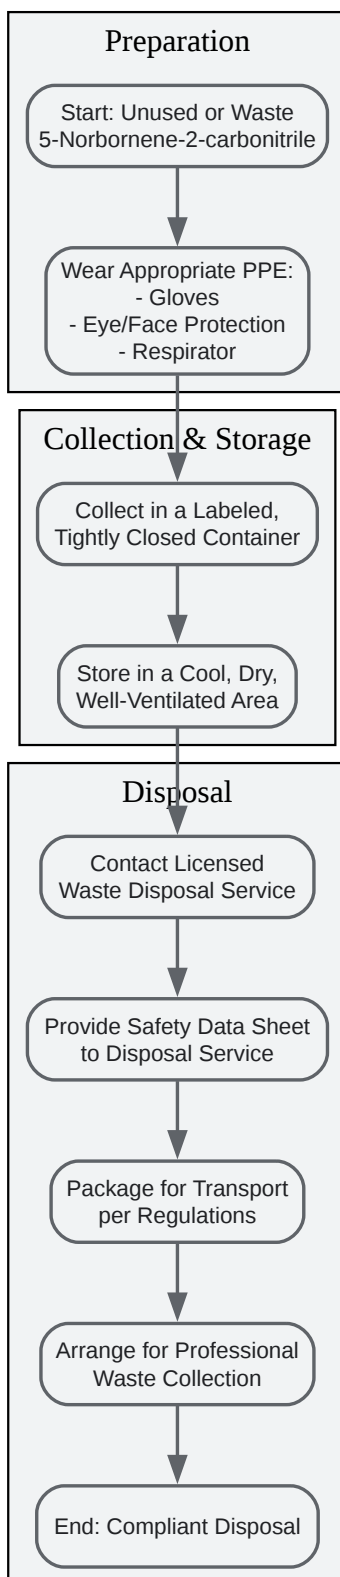 Preparation
Start: Unused or Waste
5-Norbornene-2-carbonitrile
Wear Appropriate PPE:
- Gloves
- Eye/Face Protection
- Respirator
Collection & Storage
Collect in a Labeled,
Tightly Closed Container
Store in a Cool, Dry,
Well-Ventilated Area
Disposal
Contact Licensed
Waste Disposal Service
Provide Safety Data Sheet
to Disposal Service
Package for Transport
per Regulations
Arrange for Professional
Waste Collection
End: Compliant Disposal